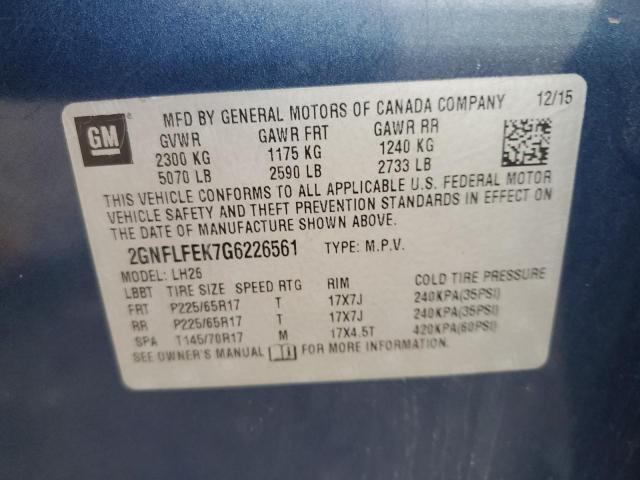 GM
MFD BY GENERAL MOTORS OF CANADA COMPANY 12/15
GVWR GAWR FRT GAWR RR
2300 KG 1175 KG 1240 KG
5070 LB 2590 LB 2733 LB
THIS VEHICLE CONFORMS TO ALL APPLICABLE U.S. FEDERAL MOTOR
VEHICLE SAFETY AND THEFT PREVENTION STANDARDS IN EFFECT ON
THE DATE OF MANUFACTURE SHOWN ABOVE.
2GNFLFEK7G6226561 TYPE: M.P.V.
MODEL: LH26
LBBT TIRE SIZE SPEED RTG RIM COLD TIRE PRESSURE
FRT P225/65R17 T 17X7J 240KPA(35PSI)
RR P225/65R17 T 17X7J 240KPA(35PSI)
SPA T145/70R17 M 17X4.5T 420KPA(60PSI)
SEE OWNER'S MANUAL FOR MORE INFORMATION.